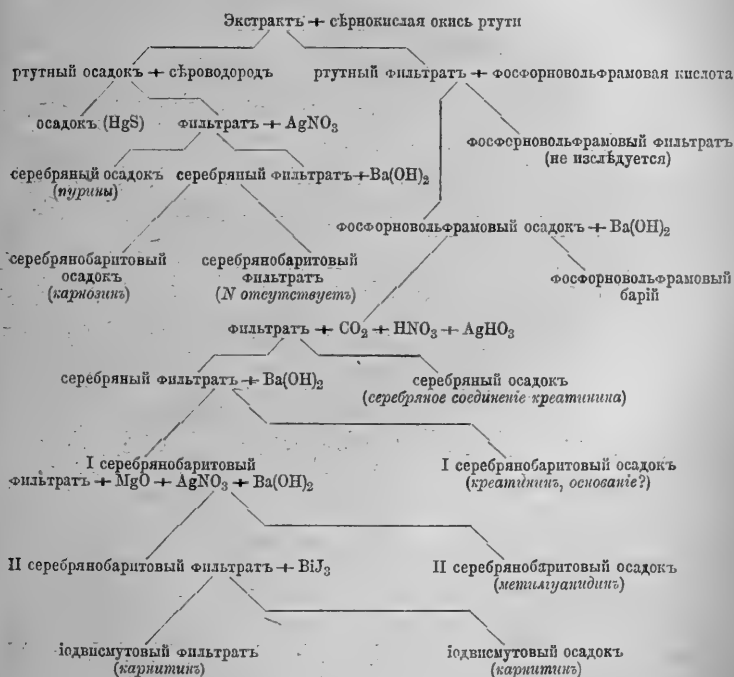 Экстрактъ + сѣрнокислая окись ртути
ртутный осадокъ + сѣроводородъ ртутный фильтратъ + фосфорновольфрамовая кислота
осадокъ (HgS) фильтратъ + AgNO₃
фосфорновольфрамовый фильтратъ
(не изслѣдуется)
серебряный осадокъ серебряный фильтратъ + Ba(OH)₂
(пурины)
фосфорновольфрамовый осадокъ + Ba(OH)₂
серебрянобаритовый серебрянобаритовый
осадокъ фильтратъ
(карнозинъ) (N отсутствуетъ)
фосфорновольфрамовый
барій
фильтратъ + CO₂ + HNO₃ + AgHO₃
серебряный фильтратъ + Ba(OH)₂ серебряный осадокъ
(серебряное соединеніе креатинина)
I серебрянобаритовый I серебрянобаритовый осадокъ
фильтратъ + MgO + AgNO₃ + Ba(OH)₂ (креатининъ, основаніе?)
II серебрянобаритовый фильтратъ + BiJ₃ II серебрянобаритовый осадокъ
(метилгуанидинъ)
іодвисмутовый фильтратъ іодвисмутовый осадокъ
(карнитинъ) (карнитинъ)